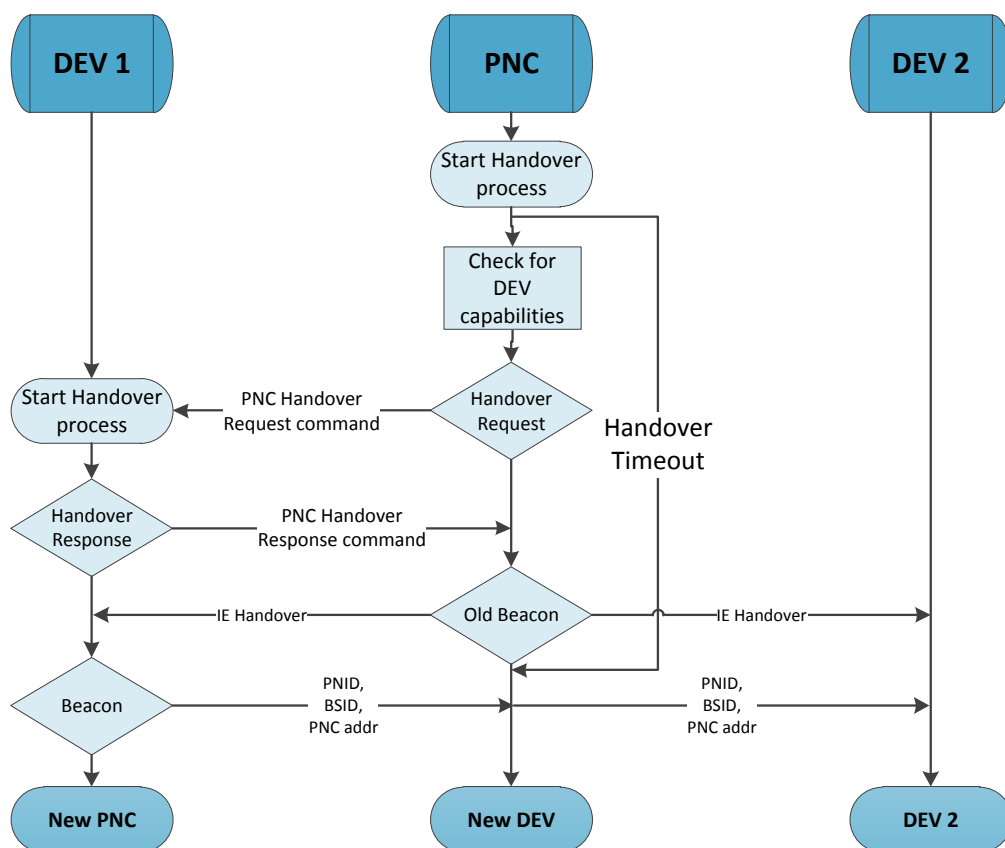 DEV 1
PNC
DEV 2
Start Handover
process
Check for
DEV
capabilities
Start Handover
process
PNC Handover
Request command
Handover
Request
Handover
Timeout
Handover
Response
PNC Handover
Response command
IE Handover
Old Beacon
IE Handover
Beacon
PNID,
BSID,
PNC addr
PNID,
BSID,
PNC addr
New PNC
New DEV
DEV 2